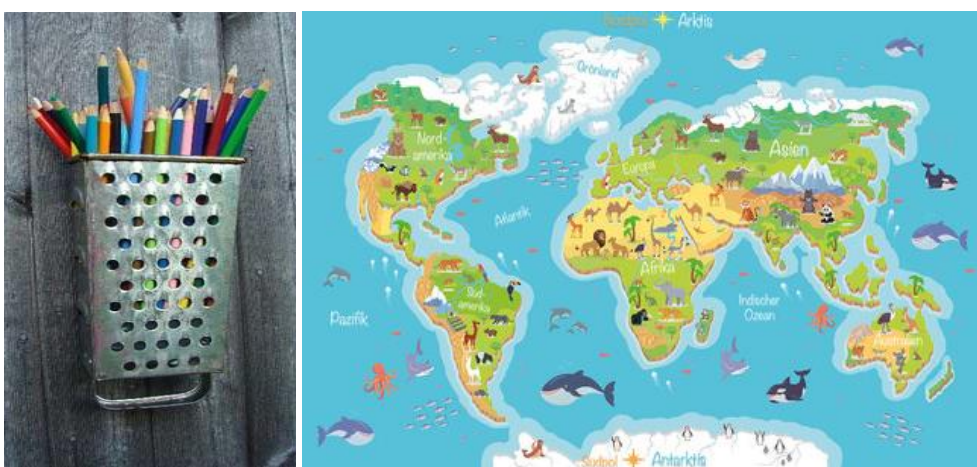 Nordpol Arktis
Grönland
Nord-
amerika
Europa
Asien
Atlantik
Afrika
Süd-
amerika
Pazifik
Indischer
Ozean
Australien
Südpol Antarktis